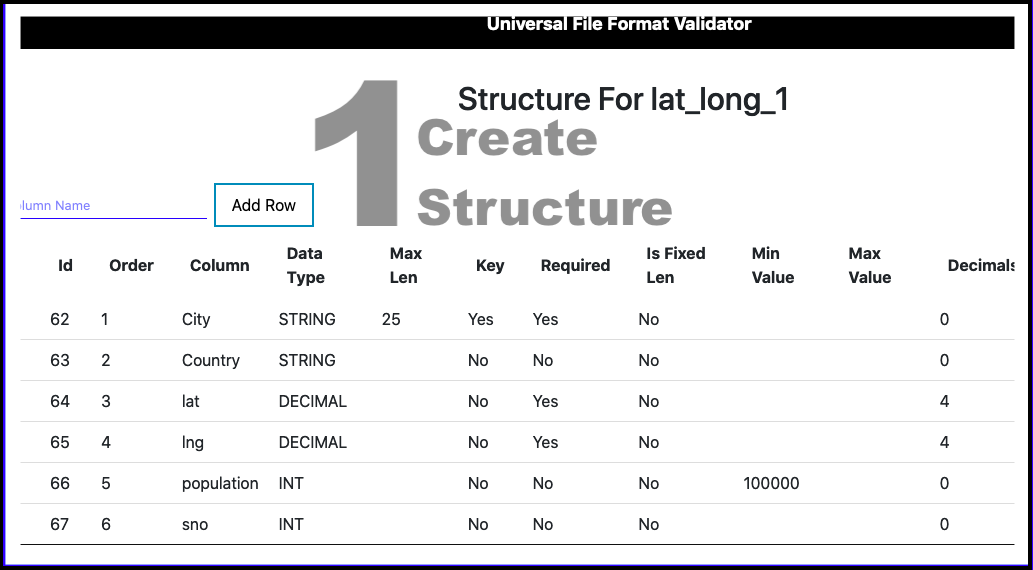 Universal File Format Validator
Structure For lat_long_1
1 Create
Structure
lumn Name
Add Row
Id Order Column Data Type Max Len Key Required Is Fixed Len Min Value Max Value Decimals
62 1 City STRING 25 Yes Yes No 0
63 2 Country STRING No No No 0
64 3 lat DECIMAL No Yes No 4
65 4 lng DECIMAL No Yes No 4
66 5 population INT No No No 100000 0
67 6 sno INT No No No 0